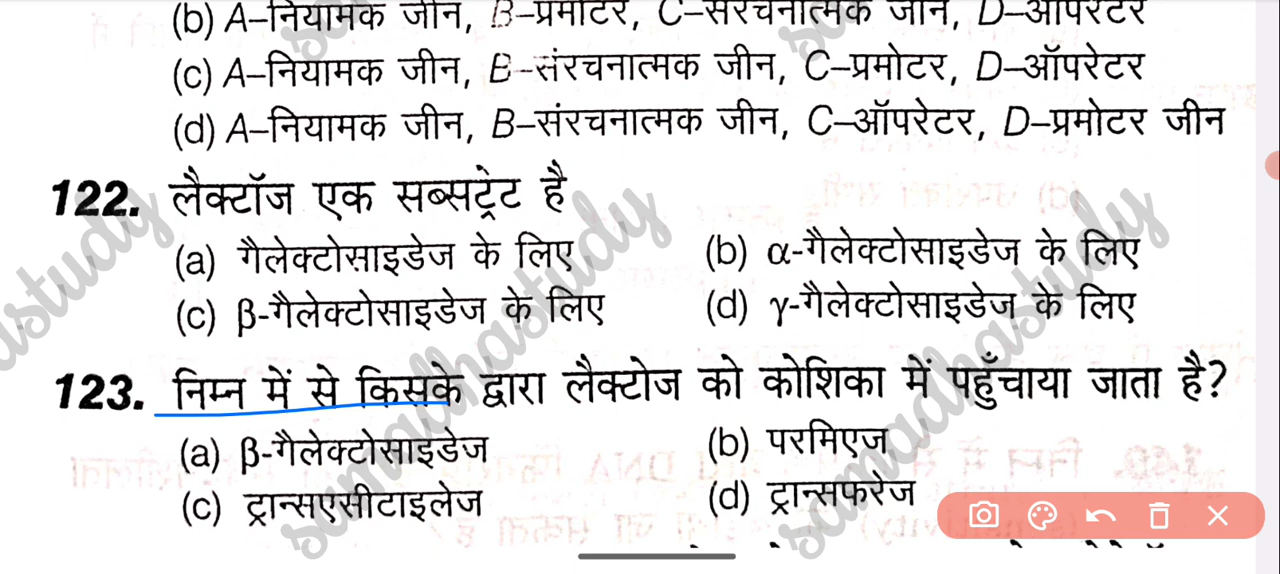 (b) A–नियामक जीन, B–प्रमोटर, C–संरचनात्मक जीन, D–ऑपरेटर
(c) A–नियामक जीन, B–संरचनात्मक जीन, C–प्रमोटर, D–ऑपरेटर
(d) A–नियामक जीन, B–संरचनात्मक जीन, C–ऑपरेटर, D–प्रमोटर जीन
122. लैक्टॉज एक सब्सट्रेट है
(a) गैलेक्टोसाइडेज के लिए (b) α-गैलेक्टोसाइडेज के लिए
(c) β-गैलेक्टोसाइडेज के लिए (d) γ-गैलेक्टोसाइडेज के लिए
123. निम्न में से किसके द्वारा लैक्टोज को कोशिका में पहुँचाया जाता है?
(a) β-गैलेक्टोसाइडेज (b) परमिएज
(c) ट्रान्सएसीटाइलेज (d) ट्रान्सफरेज
samadhastudy
samadhastudy